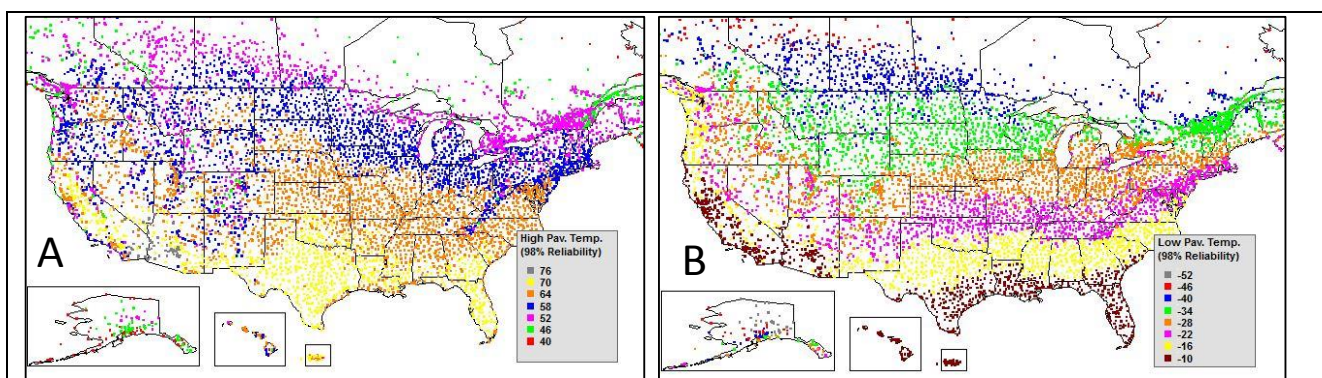 A
High Pav. Temp.
(98% Reliability)
76
70
64
58
52
46
40
B
Low Pav. Temp.
(98% Reliability)
-52
-46
-40
-34
-28
-22
-16
-10